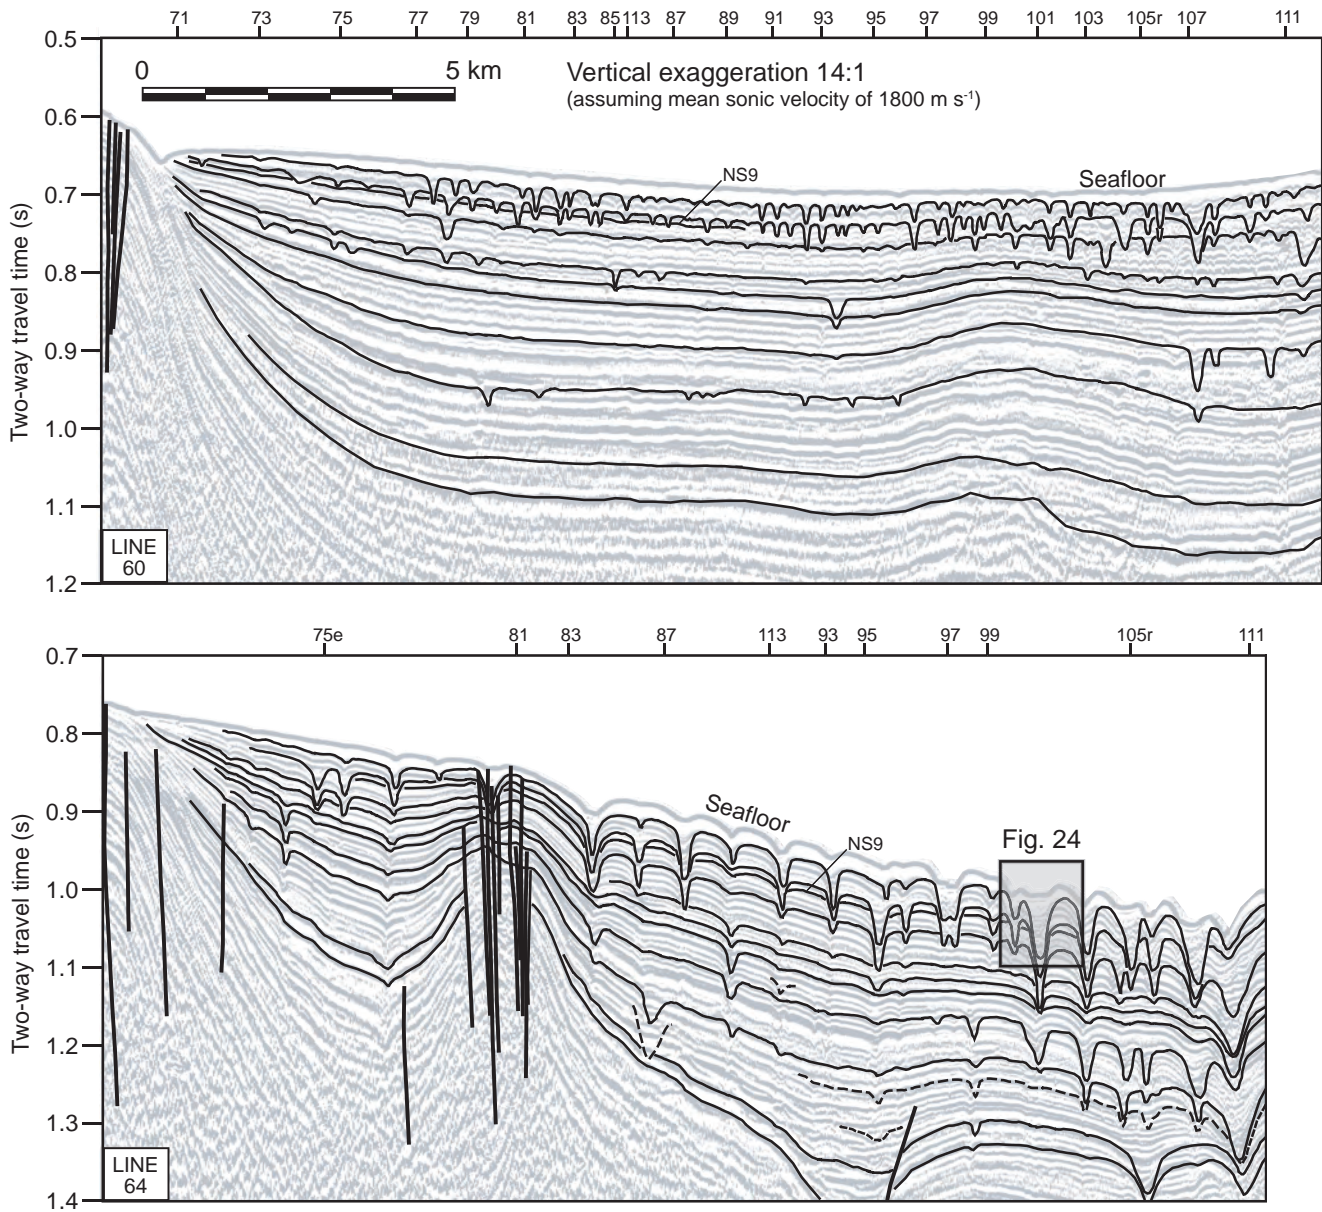 71 73 75 77 79 81 83 85 113 87 89 91 93 95 97 99 101 103 105r 107 111
0.5
0 5 km
Vertical exaggeration 14:1
(assuming mean sonic velocity of 1800 m s⁻¹)
0.6
NS9
Seafloor
0.7
Two-way travel time (s)
0.8
0.9
1.0
1.1
LINE
60
1.2
75e 81 83 87 113 93 95 97 99 105r 111
0.7
0.8
Seafloor
NS9
Fig. 24
0.9
Two-way travel time (s)
1.0
1.1
1.2
1.3
LINE
64
1.4